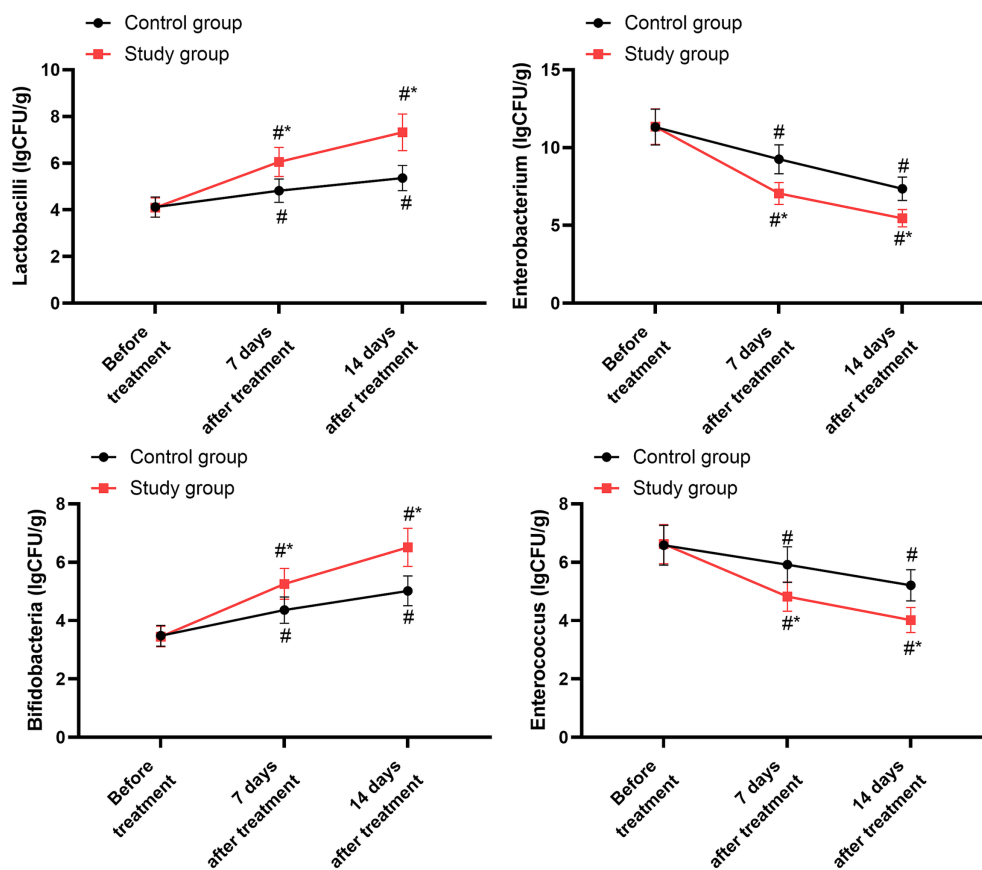 Control group
Study group
Lactobacilli (lgCFU/g)
10
8
6
4
2
0
#*
#*
#
#
Before
treatment
7 days
after treatment
14 days
after treatment
Control group
Study group
Enterobacterium (lgCFU/g)
15
10
5
0
#
#
#*
#*
Before
treatment
7 days
after treatment
14 days
after treatment
Control group
Study group
Bifidobacteria (lgCFU/g)
8
6
4
2
0
#*
#*
#
#
Before
treatment
7 days
after treatment
14 days
after treatment
Control group
Study group
Enterococcus (lgCFU/g)
8
6
4
2
0
#
#
#*
#*
Before
treatment
7 days
after treatment
14 days
after treatment